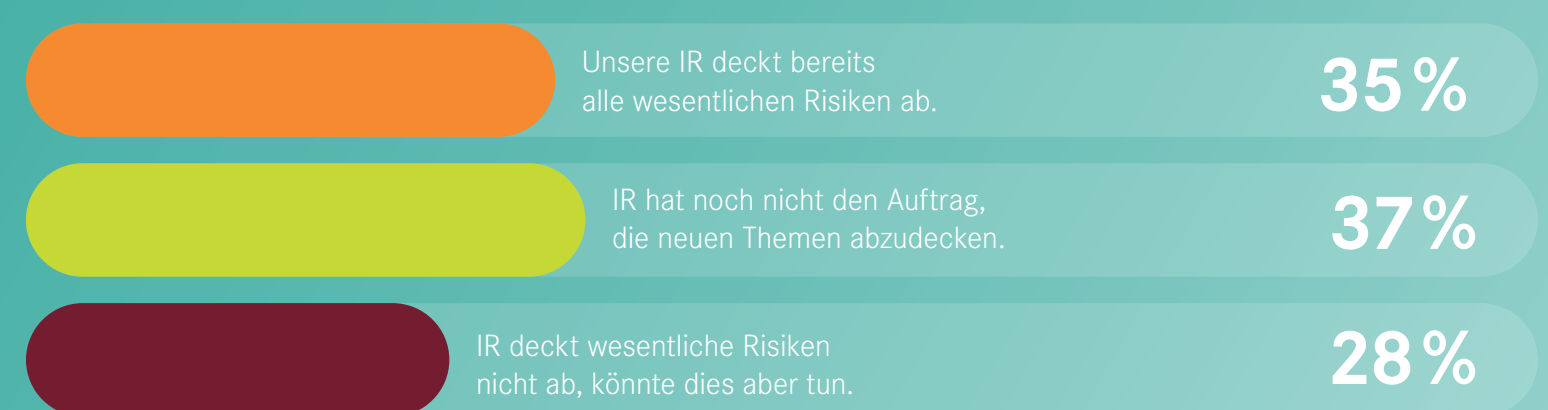 Unsere IR deckt bereits
alle wesentlichen Risiken ab.
35 %
IR hat noch nicht den Auftrag,
die neuen Themen abzudecken.
37 %
IR deckt wesentliche Risiken
nicht ab, könnte dies aber tun.
28 %